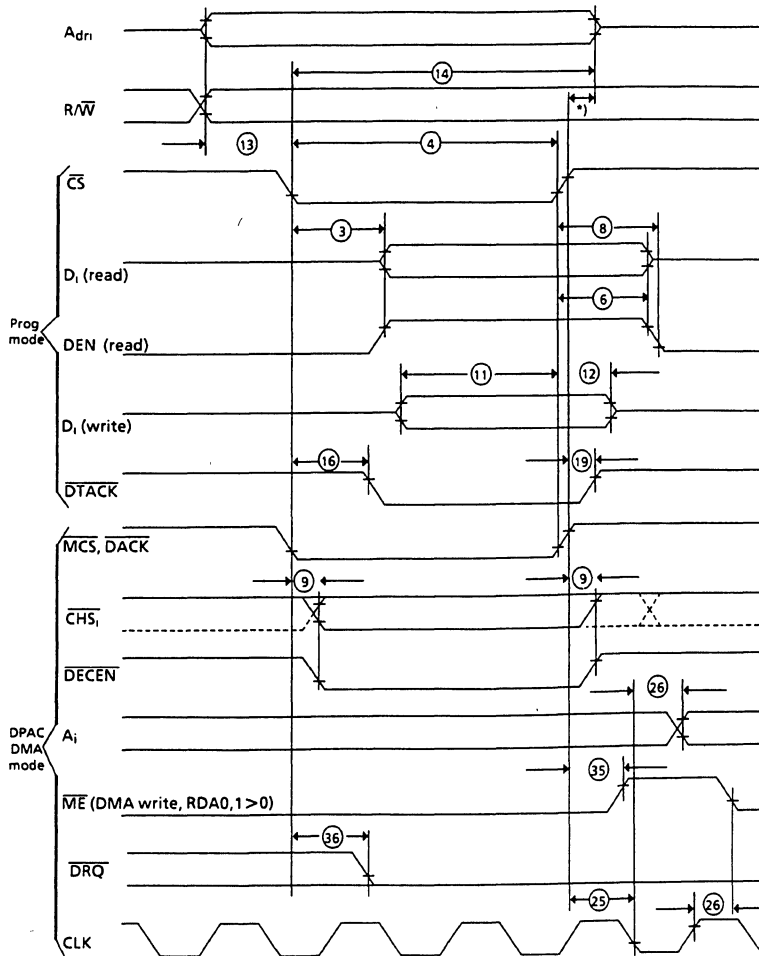 Adri
14
R/W
*)
13
4
CS
3
8
Di (read)
6
Prog
mode
DEN (read)
11
12
Di (write)
16
19
DTACK
MCS, DACK
9
9
CHSi
DECEN
26
Ai
DPAC
DMA
mode
35
ME (DMA write, RDA0,1>0)
36
DRQ
25
26
CLK